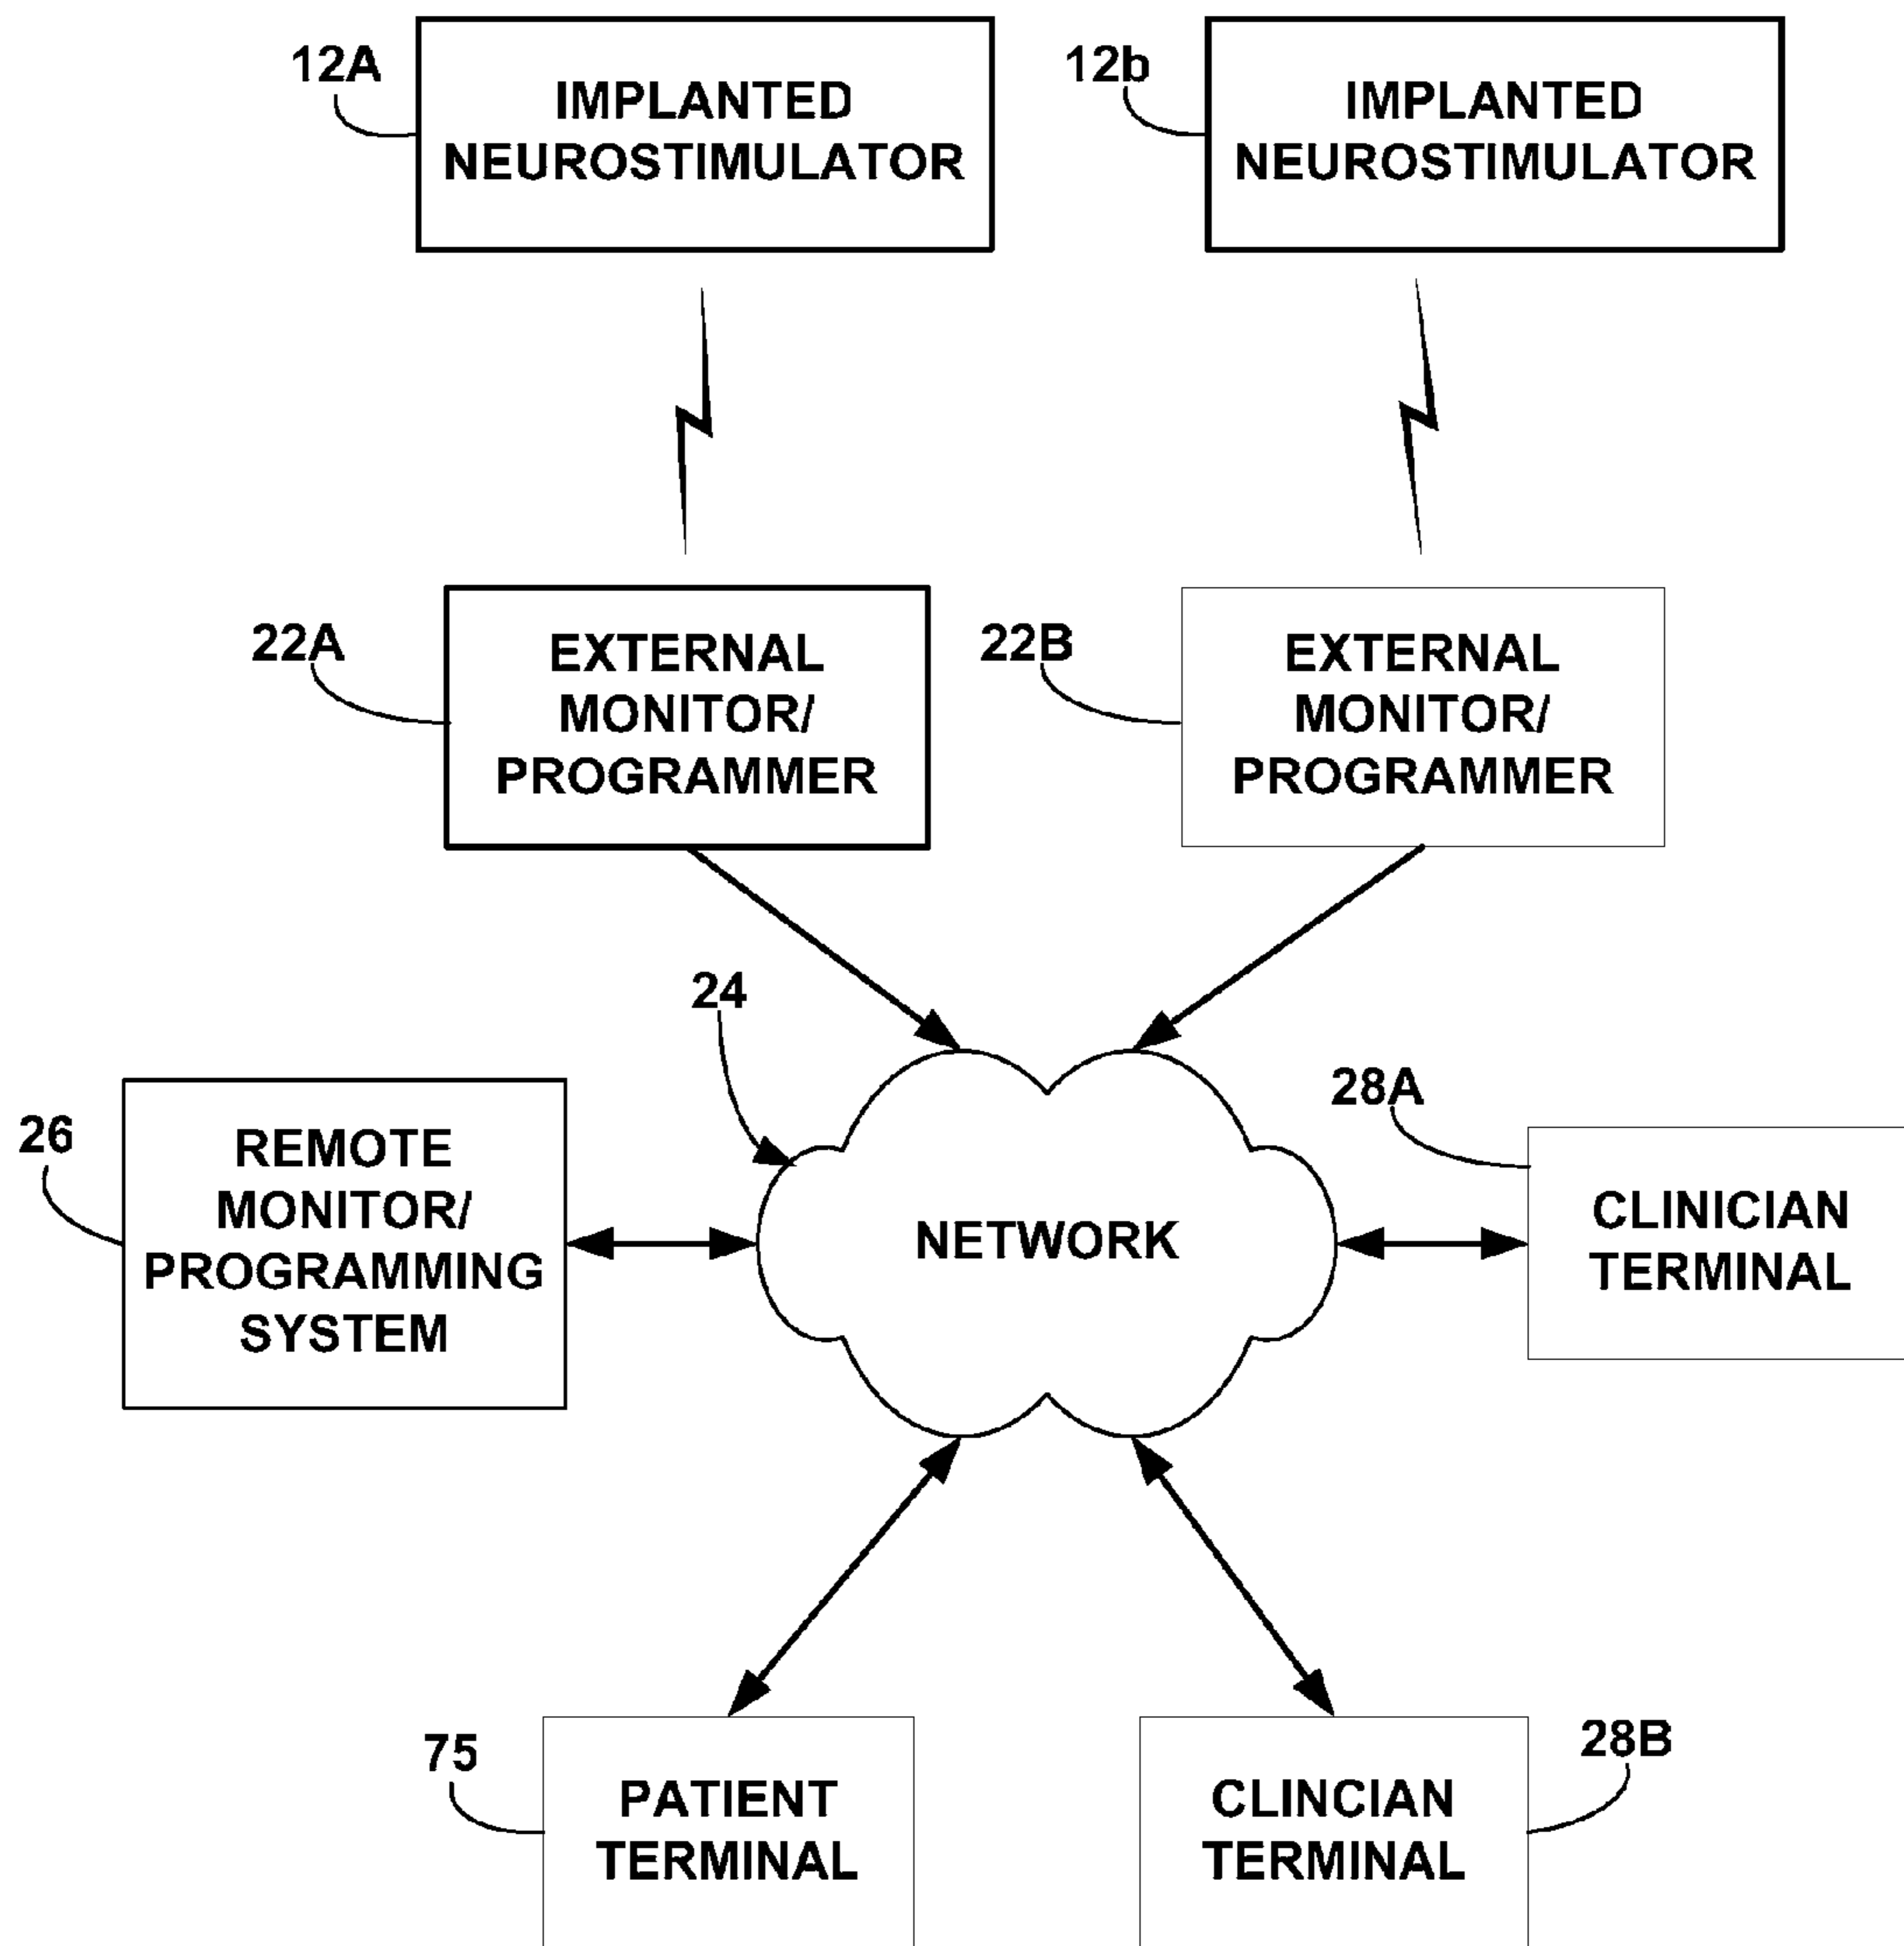 12A
IMPLANTED
NEUROSTIMULATOR
12b
IMPLANTED
NEUROSTIMULATOR
22A
EXTERNAL
MONITOR/
PROGRAMMER
22B
EXTERNAL
MONITOR/
PROGRAMMER
24
26
REMOTE
MONITOR/
PROGRAMMING
SYSTEM
NETWORK
28A
CLINICIAN
TERMINAL
75
PATIENT
TERMINAL
CLINCIAN
TERMINAL
28B